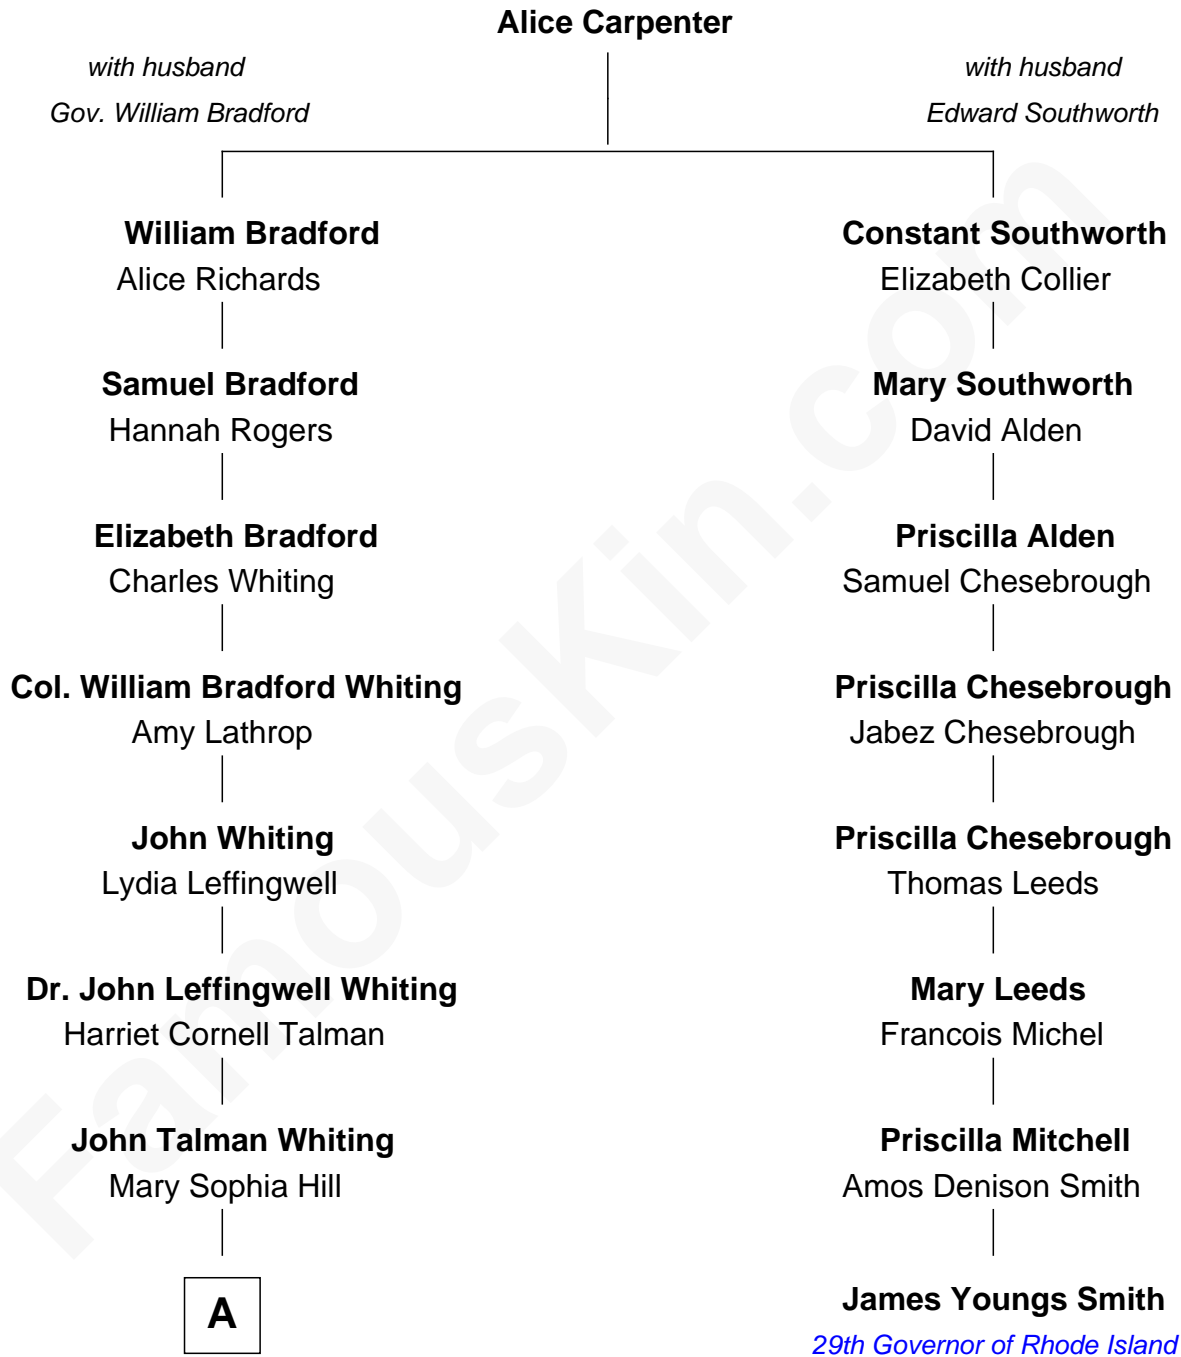 Alice Carpenter
with husband
Gov. William Bradford
with husband
Edward Southworth
William Bradford
Alice Richards
Constant Southworth
Elizabeth Collier
Samuel Bradford
Hannah Rogers
Mary Southworth
David Alden
Elizabeth Bradford
Charles Whiting
Priscilla Alden
Samuel Chesebrough
Col. William Bradford Whiting
Amy Lathrop
Priscilla Chesebrough
Jabez Chesebrough
John Whiting
Lydia Leffingwell
Priscilla Chesebrough
Thomas Leeds
Dr. John Leffingwell Whiting
Harriet Cornell Talman
Mary Leeds
Francois Michel
John Talman Whiting
Mary Sophia Hill
Priscilla Mitchell
Amos Denison Smith
A
James Youngs Smith
29th Governor of Rhode Island
FamousKin.com